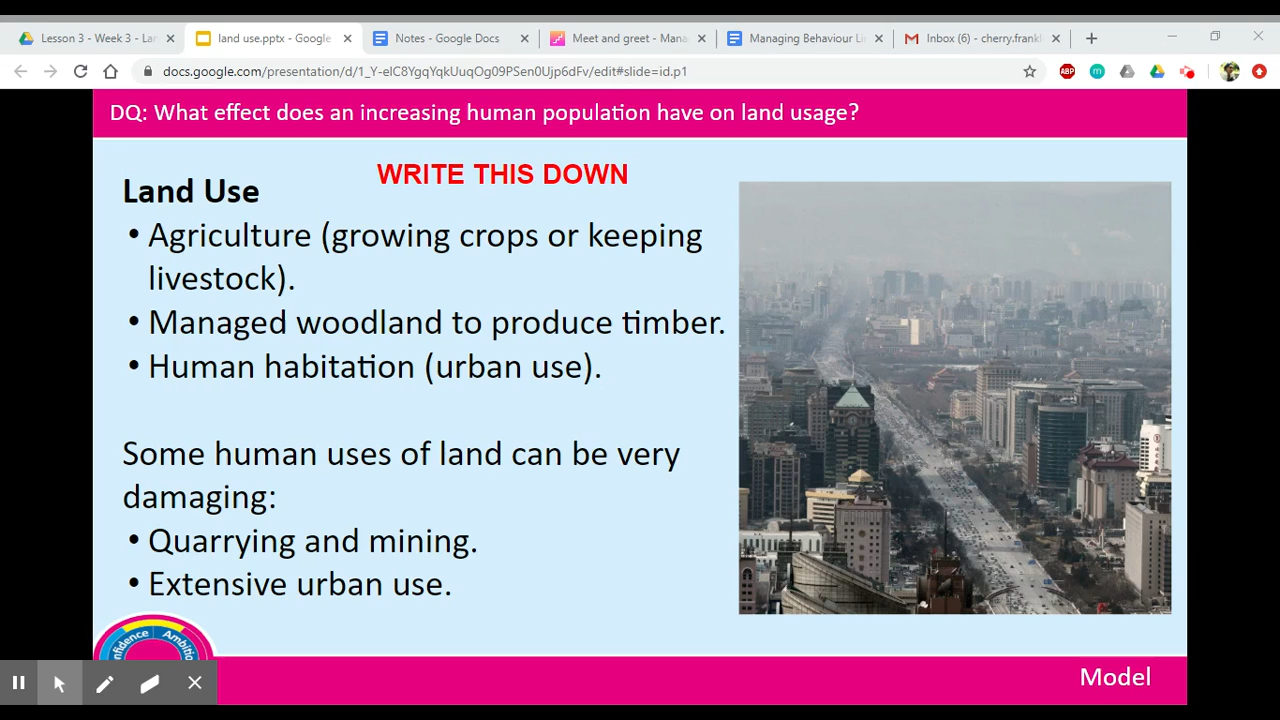 Lesson 3 - Week 3 - Lan
land use.pptx - Google
Notes - Google Docs
Meet and greet - Mana
Managing Behaviour Li
Inbox (6) - cherry.frankl
docs.google.com/presentation/d/1_Y-elf8YgqYqkUuqOg09PSen0Ujp6dFv/edit#slide=id.p1
ABP
m
DQ: What effect does an increasing human population have on land usage?
WRITE THIS DOWN
Land Use
• Agriculture (growing crops or keeping
livestock).
• Managed woodland to produce timber.
• Human habitation (urban use).
Some human uses of land can be very
damaging:
• Quarrying and mining.
• Extensive urban use.
fidence Ambitio
Model